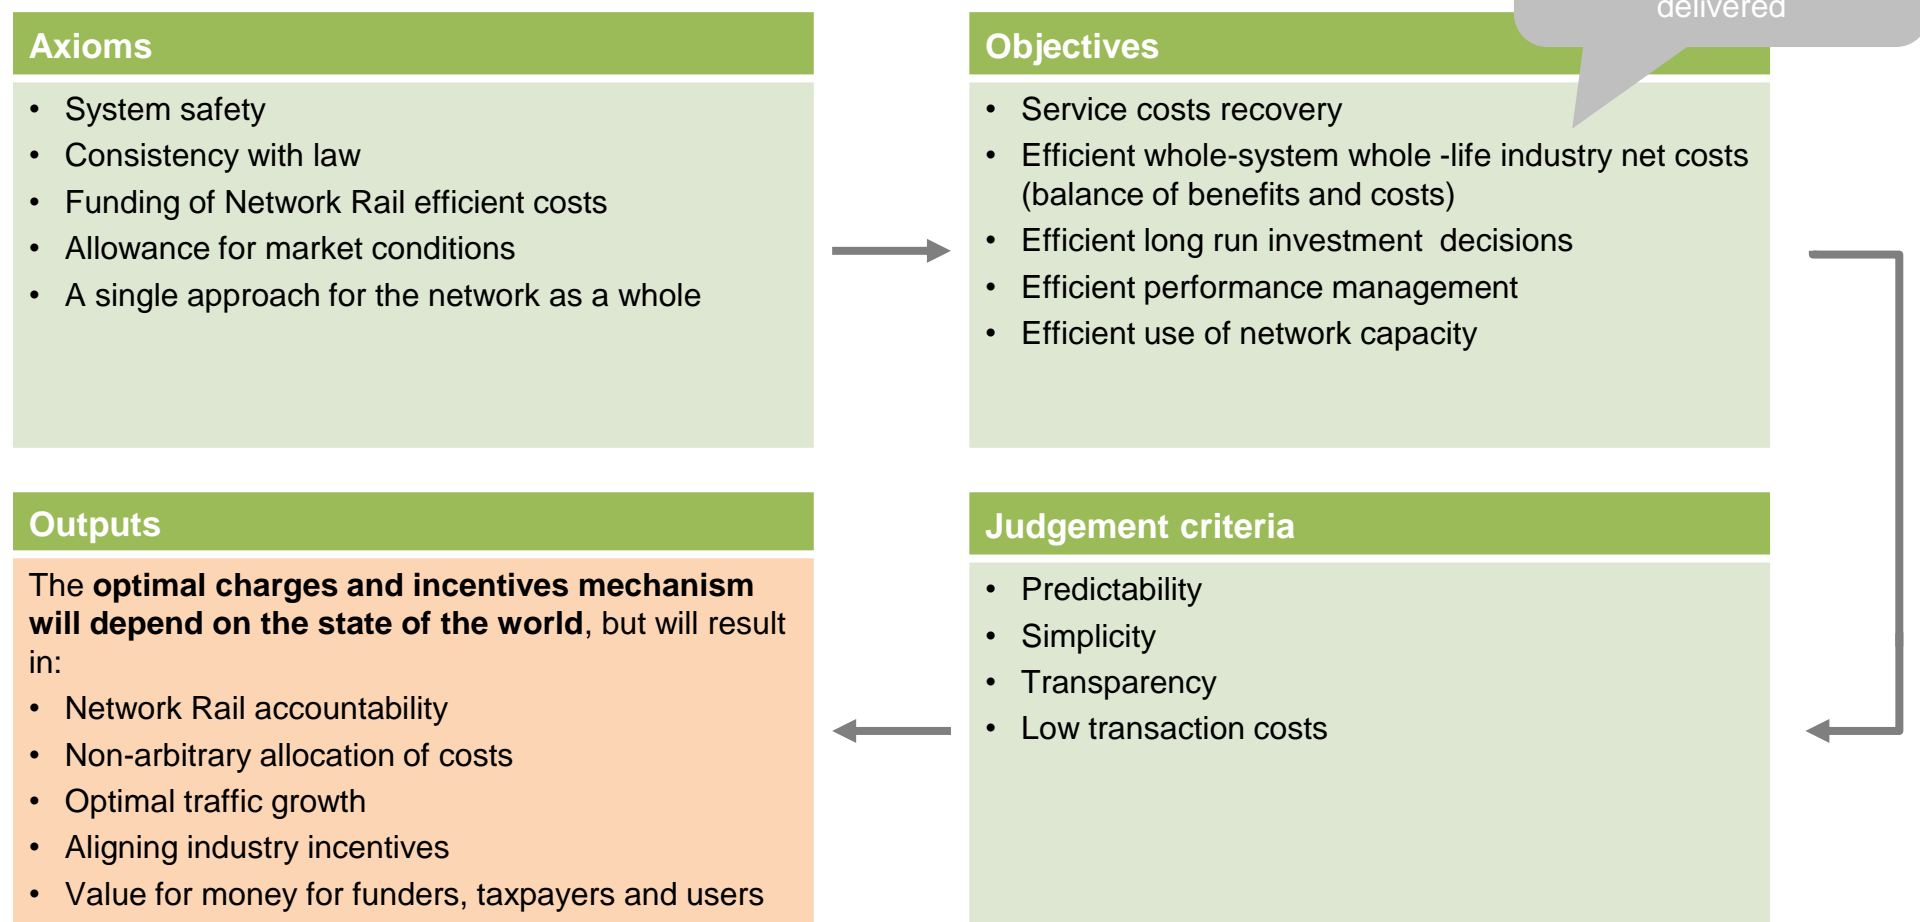 delivered
Axioms
• System safety
• Consistency with law
• Funding of Network Rail efficient costs
• Allowance for market conditions
• A single approach for the network as a whole
Objectives
• Service costs recovery
• Efficient whole-system whole -life industry net costs
(balance of benefits and costs)
• Efficient long run investment  decisions
• Efficient performance management
• Efficient use of network capacity
Outputs
The optimal charges and incentives mechanism
will depend on the state of the world, but will result
in:
• Network Rail accountability
• Non-arbitrary allocation of costs
• Optimal traffic growth
• Aligning industry incentives
• Value for money for funders, taxpayers and users
Judgement criteria
• Predictability
• Simplicity
• Transparency
• Low transaction costs